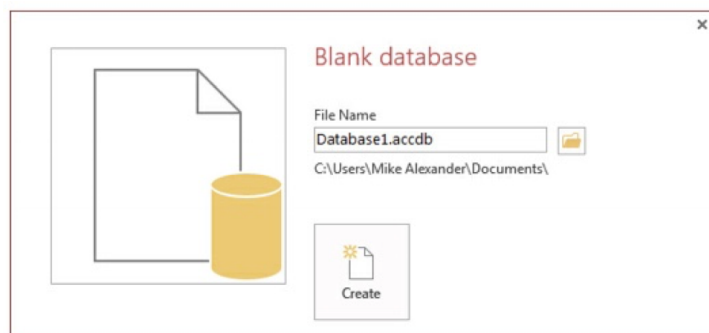 Blank database
File Name
Database1.accdb
C:\Users\Mike Alexander\Documents\
Create